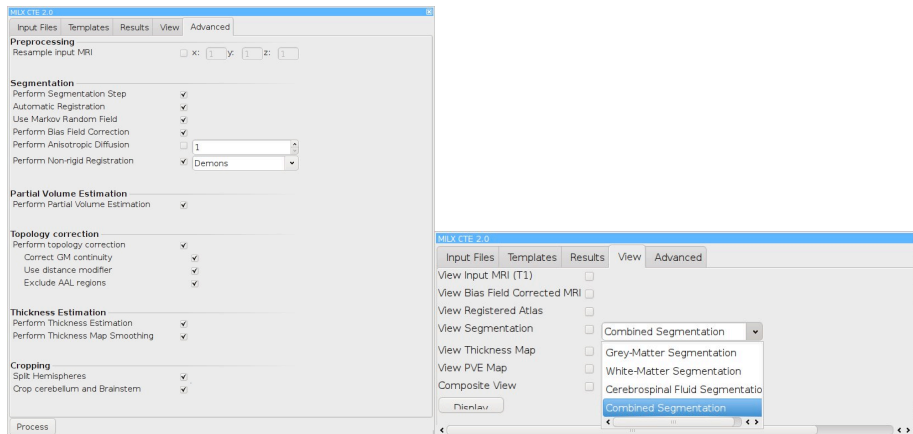 MILX CTE 2.0
Input Files Templates Results View Advanced
Preprocessing
Resample input MRI x: 1 y: 1 z: 1
Segmentation
Perform Segmentation Step
Automatic Registration
Use Markov Random Field
Perform Bias Field Correction
Perform Anisotropic Diffusion 1
Perform Non-rigid Registration Demons
Partial Volume Estimation
Perform Partial Volume Estimation
Topology correction
Perform topology correction
Correct GM continuity
Use distance modifier
Exclude AAL regions
Thickness Estimation
Perform Thickness Estimation
Perform Thickness Map Smoothing
Cropping
Split Hemispheres
Crop cerebellum and Brainstem
Process
MILX CTE 2.0
Input Files Templates Results View Advanced
View Input MRI (T1)
View Bias Field Corrected MRI
View Registered Atlas
View Segmentation Combined Segmentation
View Thickness Map Grey-Matter Segmentation
View PVE Map White-Matter Segmentation
Composite View Cerebrospinal Fluid Segmentatio
Display Combined Segmentation